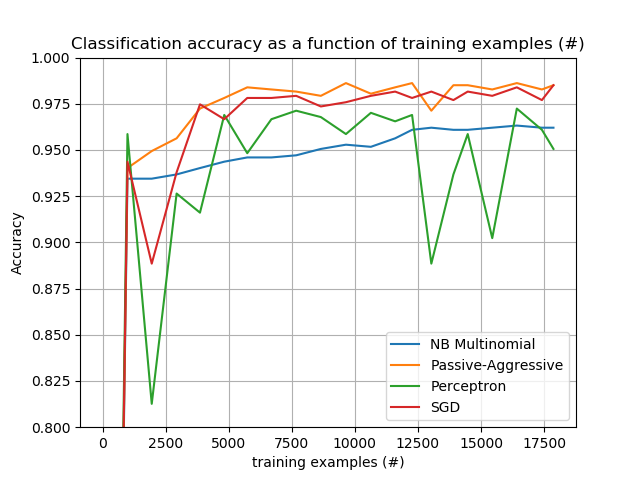 Classification accuracy as a function of training examples (#)
1.000
0.975
0.950
0.925
0.900
0.875
0.850
0.825
0.800
Accuracy
NB Multinomial
Passive-Aggressive
Perceptron
SGD
0 2500 5000 7500 10000 12500 15000 17500
training examples (#)